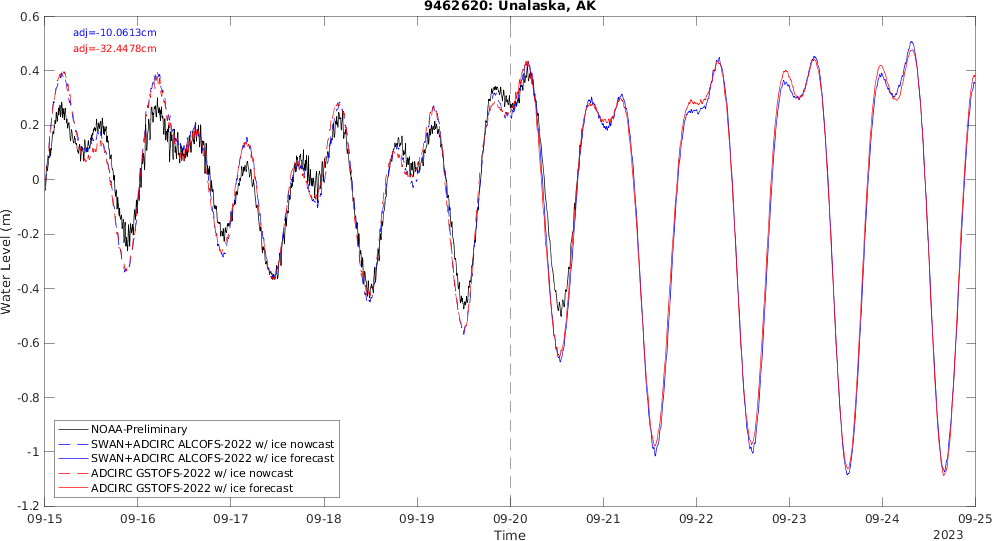 9462620: Unalaska, AK
adj=-10.0613cm
adj=-32.4478cm
0.6
0.4
0.2
0
-0.2
-0.4
-0.6
-0.8
-1
-1.2
Water Level (m)
NOAA-Preliminary
SWAN+ADCIRC ALCOFS-2022 w/ ice nowcast
SWAN+ADCIRC ALCOFS-2022 w/ ice forecast
ADCIRC GSTOFS-2022 w/ ice nowcast
ADCIRC GSTOFS-2022 w/ ice forecast
09-15 09-16 09-17 09-18 09-19 09-20 09-21 09-22 09-23 09-24 09-25
Time
2023